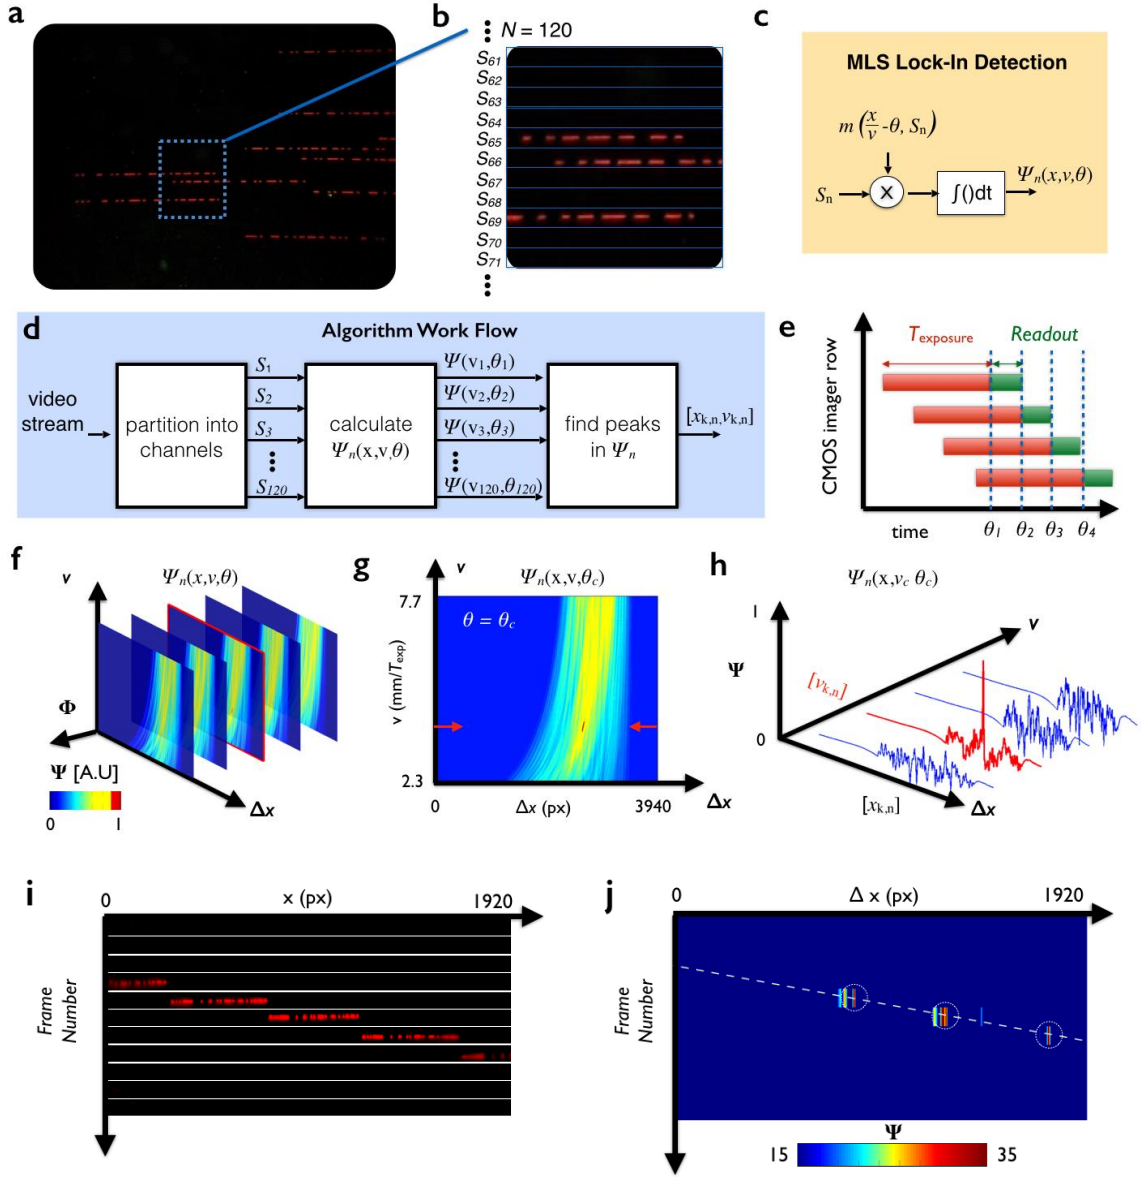 a
b
N = 120
S61
S62
S63
S64
S65
S66
S67
S68
S69
S70
S71
c
MLS Lock-In Detection
m (x/v -θ, Sn)
Sn
X
∫()dt
Ψn(x,v,θ)
d
Algorithm Work Flow
video
stream
partition into
channels
S1
S2
S3
S120
calculate
Ψn(x,v,θ)
Ψ(v1,θ1)
Ψ(v2,θ2)
Ψ(v3,θ3)
Ψ(v120,θ120)
find peaks
in Ψn
[xk,n,vk,n]
e
CMOS imager row
Texposure
Readout
time
θ1 θ2 θ3 θ4
f
v
Ψn(x,v,θ)
Φ
Ψ [A.U]
0 1
Δx
g
v
Ψn(x,v,θc)
7.7
θ = θc
v (mm/Texp)
2.3
0
Δx (px)
3940
Δx
h
Ψn(x,vc θc)
1
v
Ψ
[vk,n]
0
[xk,n]
Δx
i
0
x (px)
1920
Frame
Number
j
0
Δ x (px)
1920
Frame
Number
Ψ
15
35